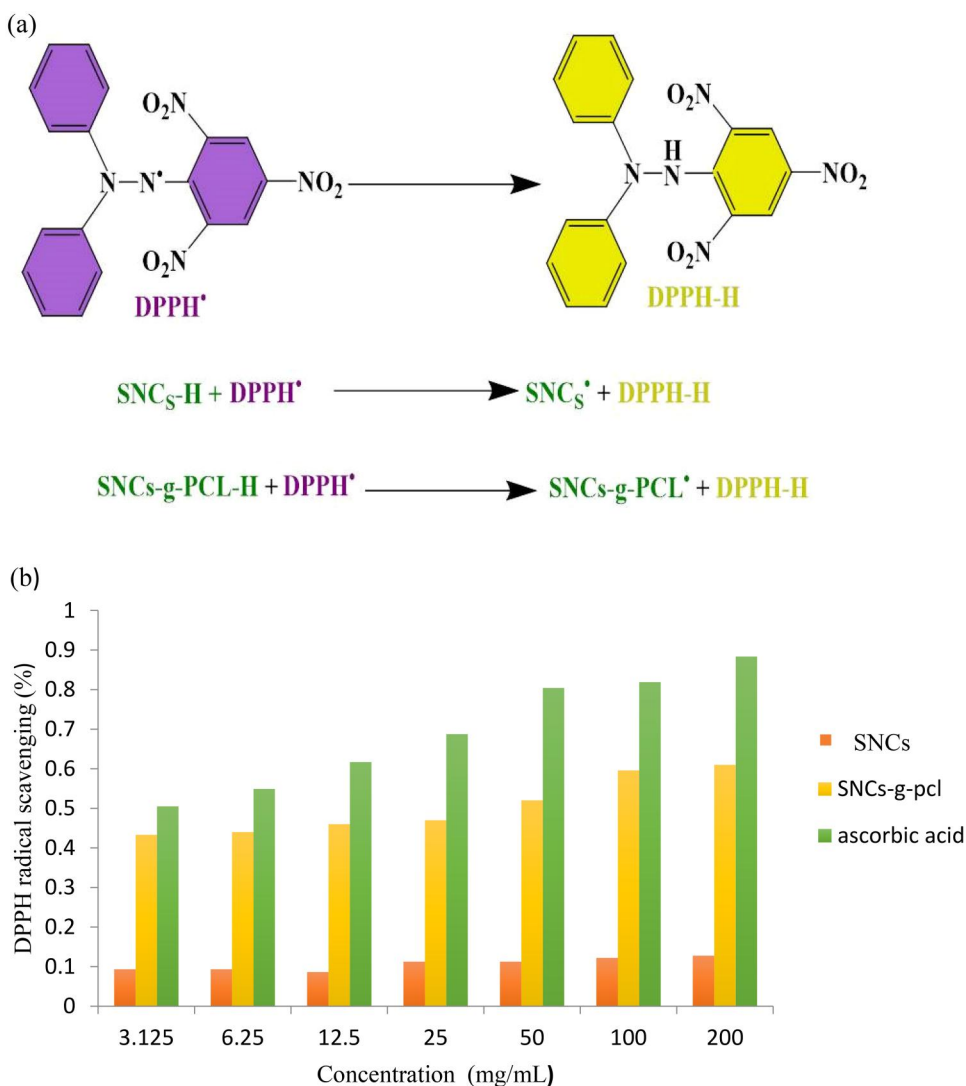 (a)
O₂N
O₂N
N
N•
NO₂
O₂N
DPPH•
H
N
N
NO₂
O₂N
DPPH-H
SNCS-H + DPPH•
SNCS• + DPPH-H
SNCs-g-PCL-H + DPPH•
SNCs-g-PCL• + DPPH-H
(b)
DPPH radical scavenging (%)
1
0.9
0.8
0.7
0.6
0.5
0.4
0.3
0.2
0.1
0
3.125 6.25 12.5 25 50 100 200
Concentration (mg/mL)
SNCs
SNCs-g-pcl
ascorbic acid